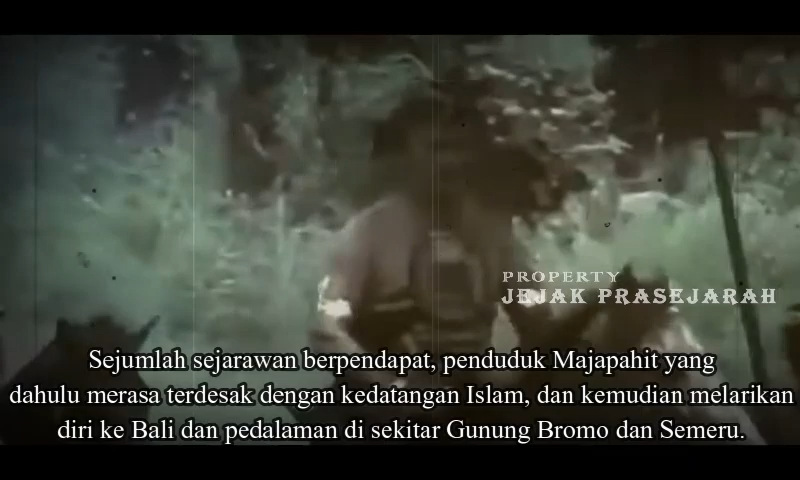 PROPERTY
JEJAK PRASEJARAH
Sejumlah sejarawan berpendapat, penduduk Majapahit yang
dahulu merasa terdesak dengan kedatangan Islam, dan kemudian melarikan
diri ke Bali dan pedalaman di sekitar Gunung Bromo dan Semeru.